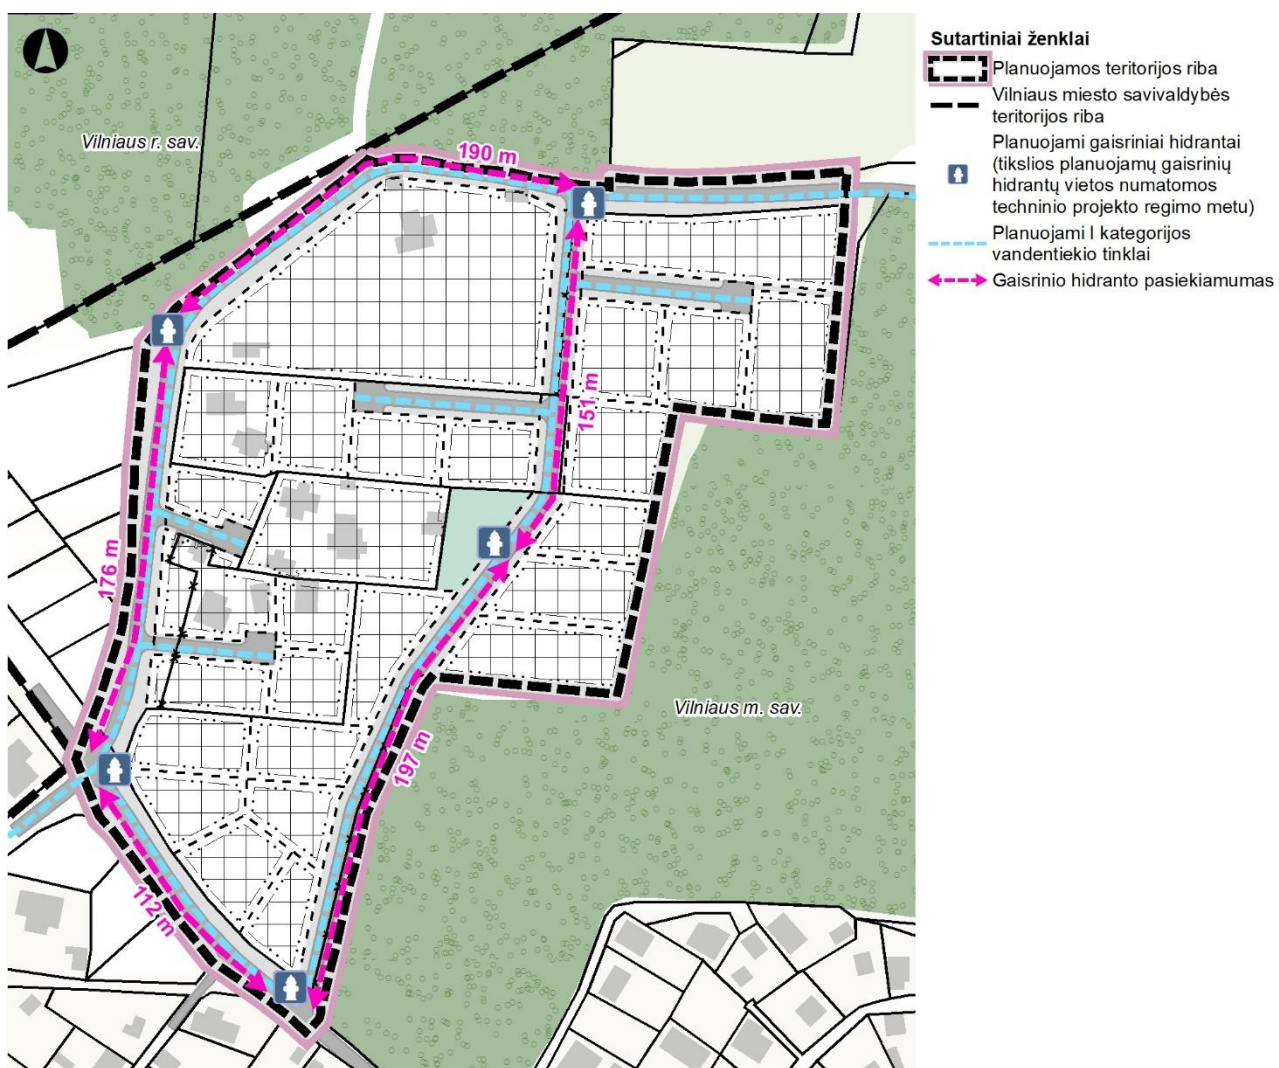 Sutartiniai ženklai
Planuojamos teritorijos riba
Vilniaus miesto savivaldybės
teritorijos riba
Planuojami gaisriniai hidrantai
(tikslios planuojamų gaisrinių
hidrantų vietos numatomos
techninio projekto regimo metu)
Planuojami I kategorijos
vandentiekio tinklai
Gaisrinio hidranto pasiekiamumas
Vilniaus r. sav.
190 m
151 m
176 m
Vilniaus m. sav.
197 m
112 m